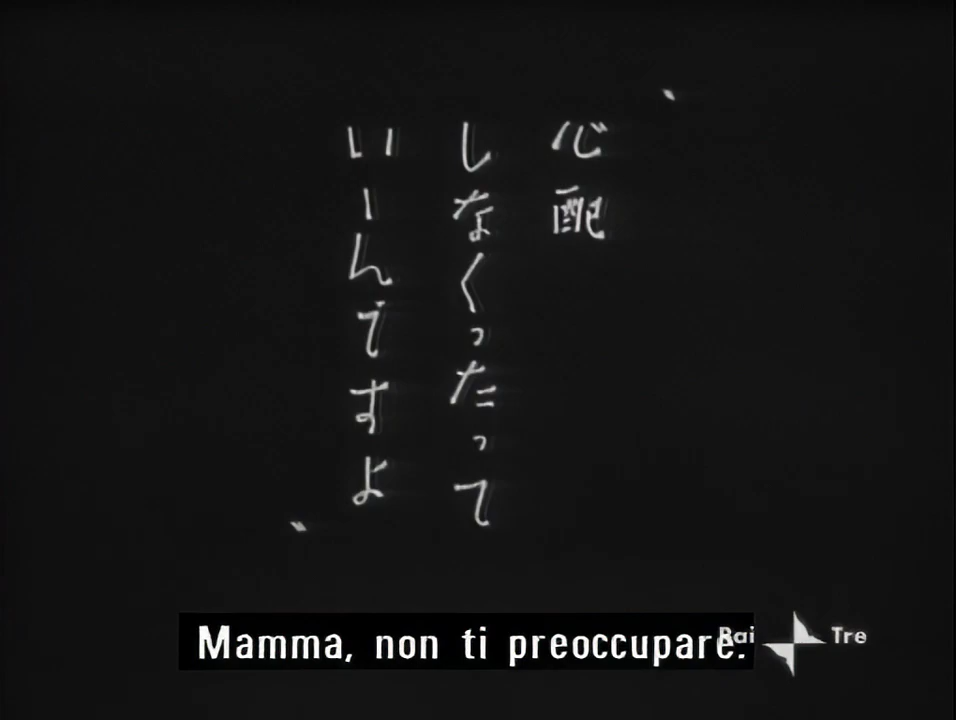 心配
しなくったって
いーんですよ
Mamma, non ti preoccupare.
Rai Tre